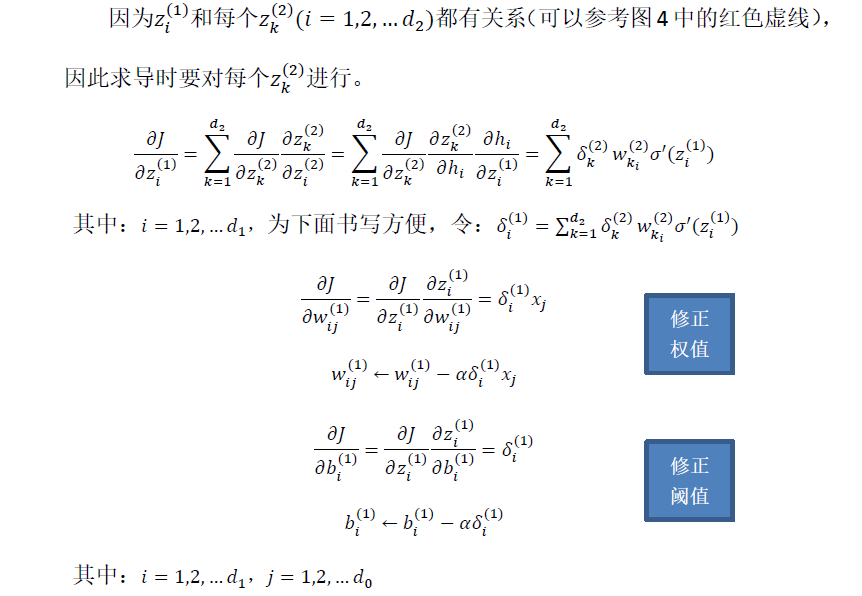 因为$z_i^{(1)}$和每个$z_k^{(2)}(i=1,2,\ldots d_2)$都有关系(可以参考图 4 中的红色虚线),
因此求导时要对每个$z_k^{(2)}$进行。
$\frac{\partial J}{\partial z_i^{(1)}}=\sum_{k=1}^{d_2}\frac{\partial J}{\partial z_k^{(2)}}\frac{\partial z_k^{(2)}}{\partial z_i^{(2)}}=\sum_{k=1}^{d_2}\frac{\partial J}{\partial z_k^{(2)}}\frac{\partial z_k^{(2)}}{\partial h_i}\frac{\partial h_i}{\partial z_i^{(1)}}=\sum_{k=1}^{d_2}\delta_k^{(2)}w_{k_i}^{(2)}\sigma'(z_i^{(1)})$
其中:$i=1,2,\ldots d_1$,为下面书写方便,令:$\delta_i^{(1)}=\sum_{k=1}^{d_2}\delta_k^{(2)}w_{k_i}^{(2)}\sigma'(z_i^{(1)})$
$\frac{\partial J}{\partial w_{ij}^{(1)}}=\frac{\partial J}{\partial z_i^{(1)}}\frac{\partial z_i^{(1)}}{\partial w_{ij}^{(1)}}=\delta_i^{(1)}x_j$
修正
权值
$w_{ij}^{(1)}\leftarrow w_{ij}^{(1)}-\alpha\delta_i^{(1)}x_j$
$\frac{\partial J}{\partial b_i^{(1)}}=\frac{\partial J}{\partial z_i^{(1)}}\frac{\partial z_i^{(1)}}{\partial b_i^{(1)}}=\delta_i^{(1)}$
修正
阈值
$b_i^{(1)}\leftarrow b_i^{(1)}-\alpha\delta_i^{(1)}$
其中:$i=1,2,\ldots d_1$,$j=1,2,\ldots d_0$